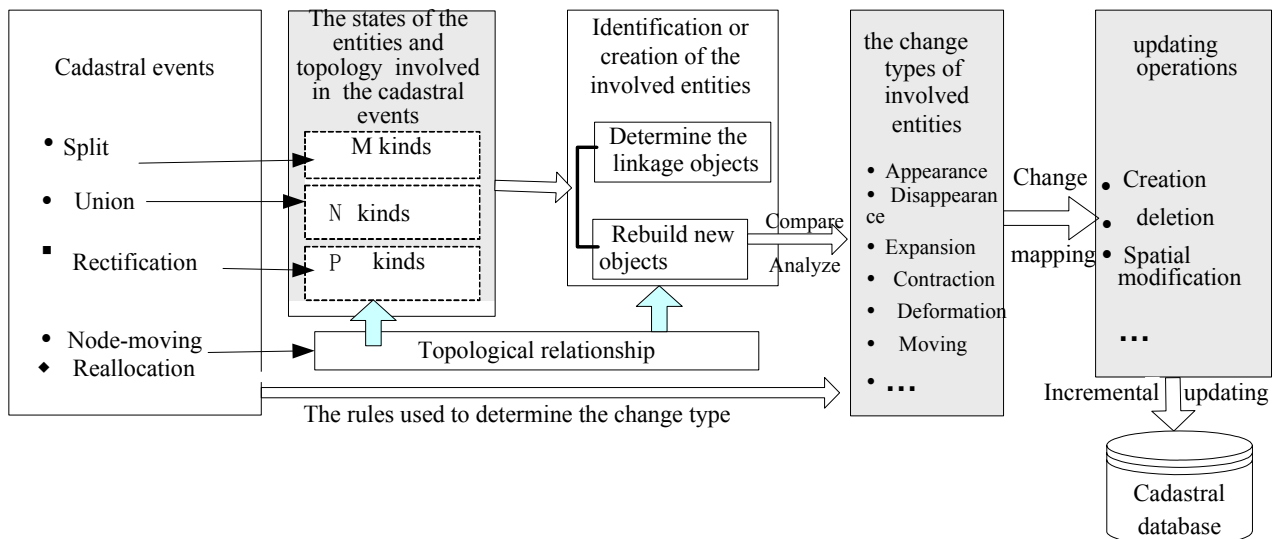 Cadastral events
• Split
• Union
▪ Rectification
• Node-moving
◆ Reallocation
The states of the
entities and
topology involved
in the cadastral
events
M kinds
N kinds
P kinds
Identification or
creation of the
involved entities
Determine the
linkage objects
Rebuild new
objects
Topological relationship
The rules used to determine the change type
Compare
Analyze
the change
types of
involved
entities
• Appearance
• Disappearan
ce
• Expansion
• Contraction
• Deformation
• Moving
• ...
Change
mapping
updating
operations
• Creation
• deletion
• Spatial
modification
...
Incremental updating
Cadastral
database